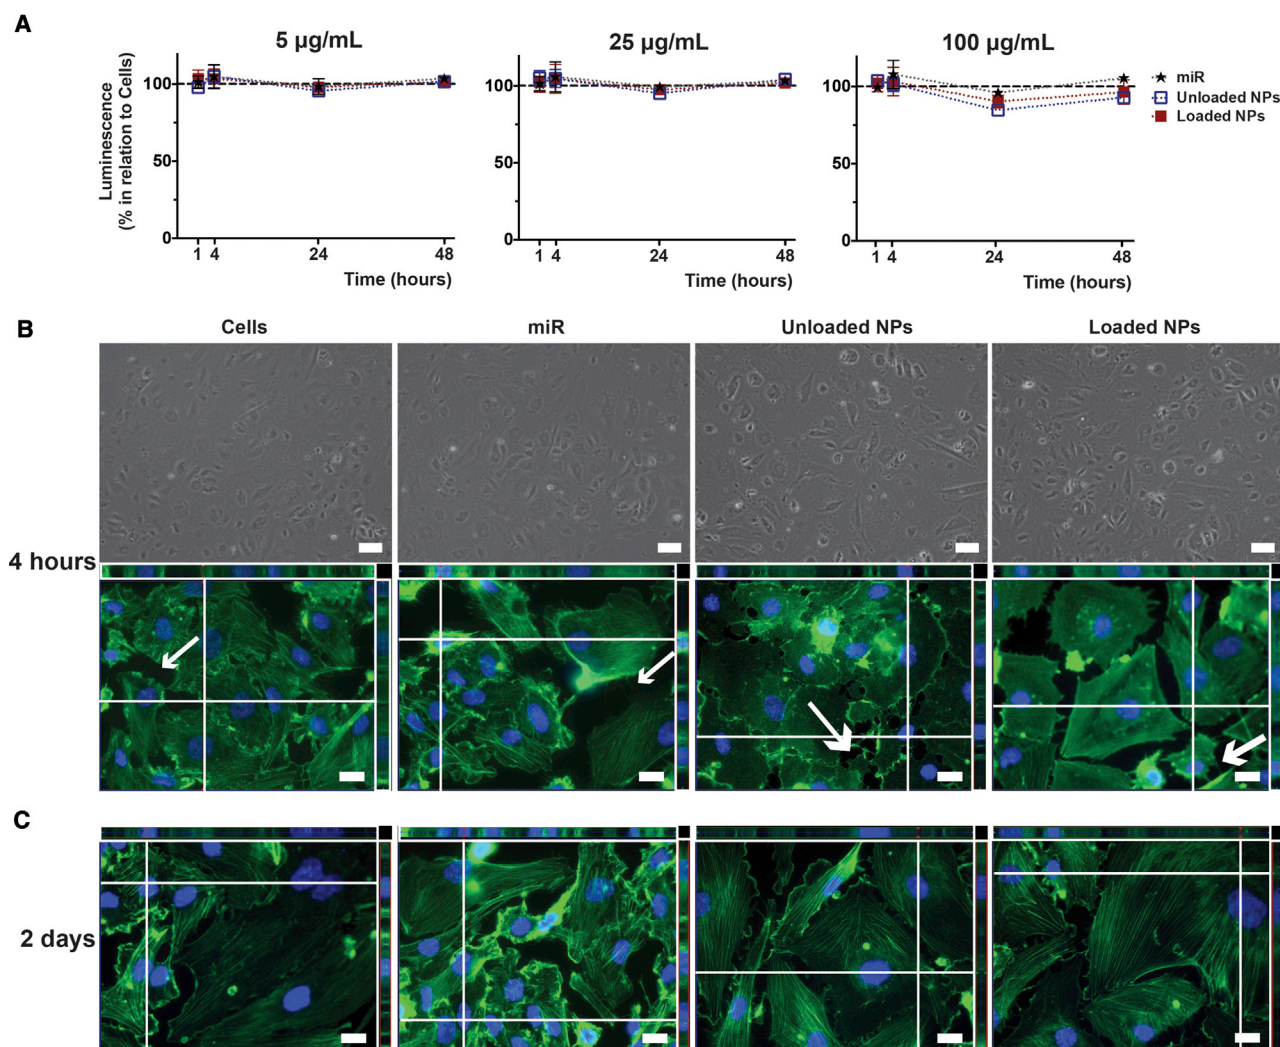 A
5 µg/mL
25 µg/mL
100 µg/mL
Luminescence
(% in relation to Cells)
100
50
0
1 4 24 48
Time (hours)
100
50
0
1 4 24 48
Time (hours)
100
50
0
1 4 24 48
Time (hours)
miR
Unloaded NPs
Loaded NPs
B
Cells
miR
Unloaded NPs
Loaded NPs
4 hours
C
2 days